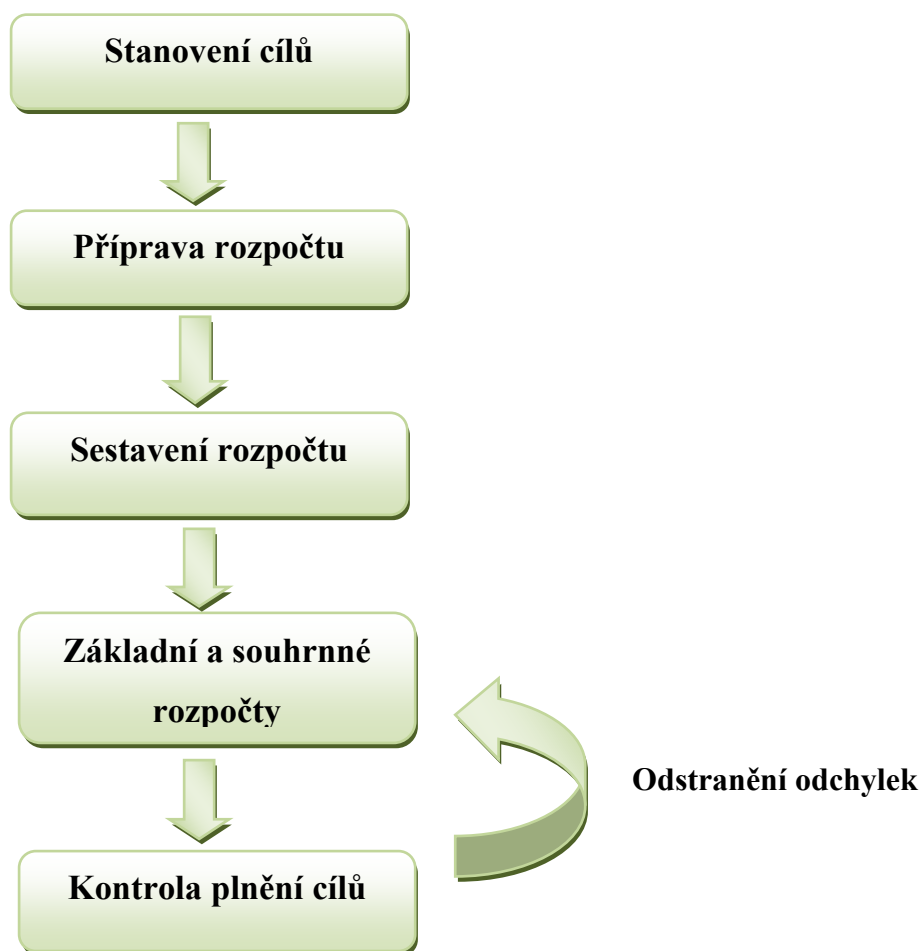 Stanovení cílů
Příprava rozpočtu
Sestavení rozpočtu
Základní a souhrnné
rozpočty
Odstranění odchylek
Kontrola plnění cílů